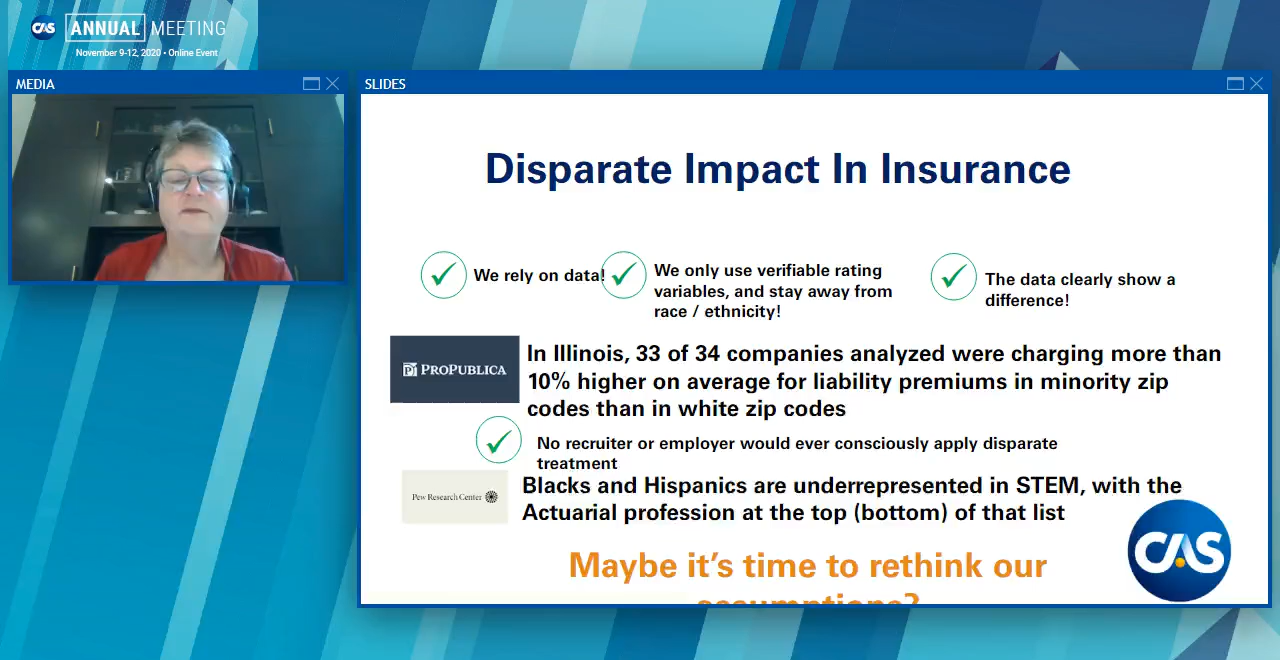 CAS ANNUAL MEETING
November 9-12, 2020 • Online Event
MEDIA
SLIDES
Disparate Impact In Insurance
We rely on data!
We only use verifiable rating
variables, and stay away from
race / ethnicity!
The data clearly show a
difference!
PROPUBLICA
In Illinois, 33 of 34 companies analyzed were charging more than
10% higher on average for liability premiums in minority zip
codes than in white zip codes
No recruiter or employer would ever consciously apply disparate
treatment
Pew Research Center
Blacks and Hispanics are underrepresented in STEM, with the
Actuarial profession at the top (bottom) of that list
CAS
Maybe it's time to rethink our
assumptions?